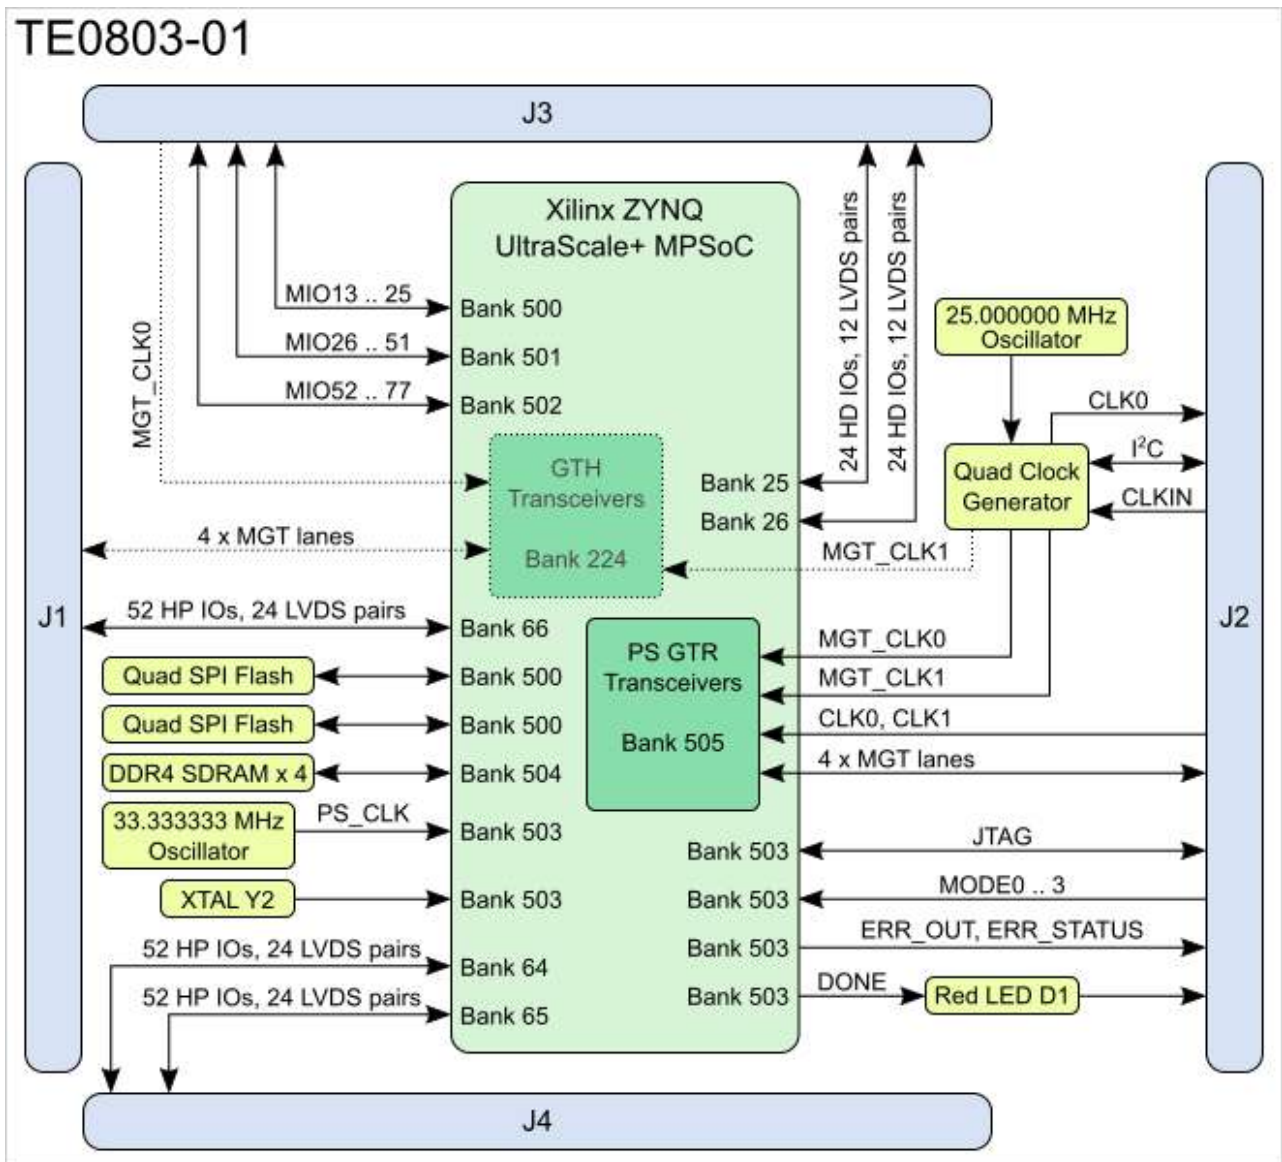 TE0803-01
J3
Xilinx ZYNQ
UltraScale+ MPSoC
MGT_CLK0
MIO13 .. 25
Bank 500
MIO26 .. 51
Bank 501
MIO52 .. 77
Bank 502
GTH
Transceivers
Bank 224
4 x MGT lanes
24 HD IOs, 12 LVDS pairs
24 HD IOs, 12 LVDS pairs
Bank 25
Bank 26
25.000000 MHz
Oscillator
CLK0
I²C
CLKIN
Quad Clock
Generator
MGT_CLK1
J1
J2
52 HP IOs, 24 LVDS pairs
Bank 66
Quad SPI Flash
Bank 500
Quad SPI Flash
Bank 500
DDR4 SDRAM x 4
Bank 504
33.333333 MHz
Oscillator
PS_CLK
Bank 503
XTAL Y2
Bank 503
52 HP IOs, 24 LVDS pairs
Bank 64
52 HP IOs, 24 LVDS pairs
Bank 65
PS GTR
Transceivers
Bank 505
MGT_CLK0
MGT_CLK1
CLK0, CLK1
4 x MGT lanes
Bank 503
JTAG
Bank 503
MODE0 .. 3
Bank 503
ERR_OUT, ERR_STATUS
Bank 503
DONE
Red LED D1
J4